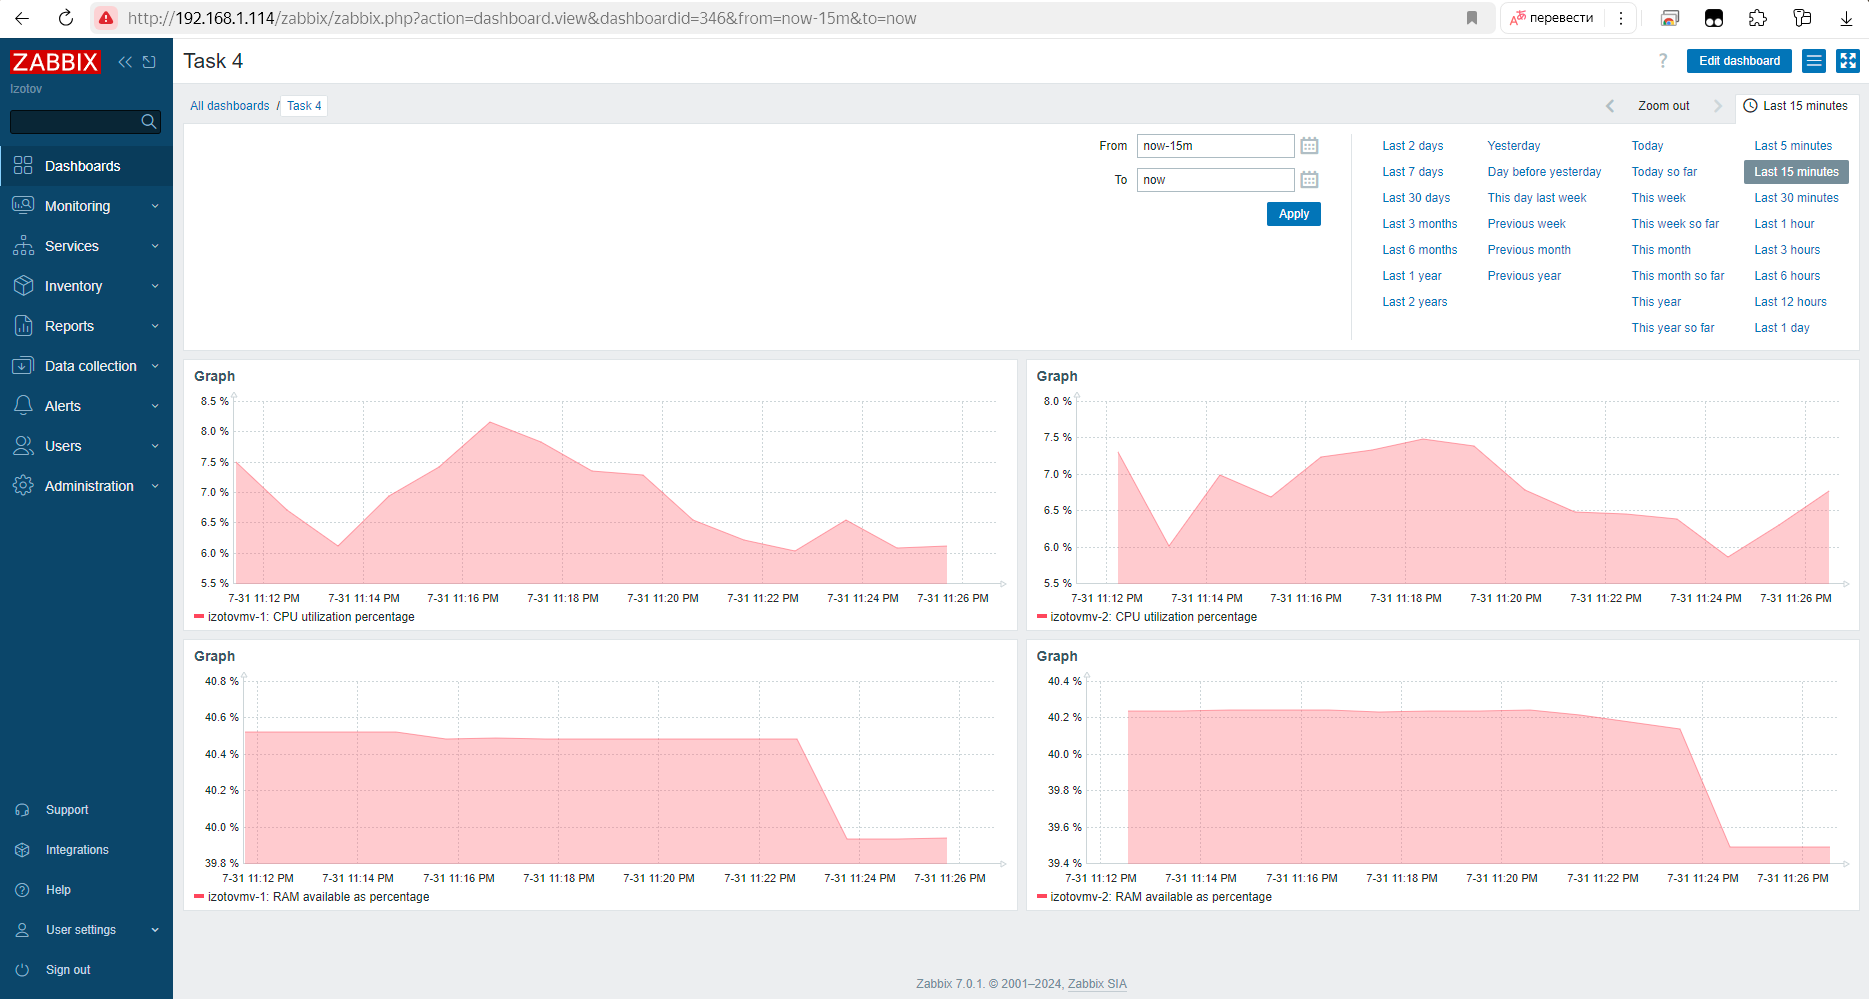 http://192.168.1.114/zabbix/zabbix.php?action=dashboard.view&dashboardid=346&from=now-15m&to=now
перевести
ZABBIX
Izotov
Dashboards
Monitoring
Services
Inventory
Reports
Data collection
Alerts
Users
Administration
Support
Integrations
Help
User settings
Sign out
Task 4
? Edit dashboard
All dashboards / Task 4
Zoom out
Last 15 minutes
From now-15m
To now
Apply
Last 2 days Yesterday Today Last 5 minutes
Last 7 days Day before yesterday Today so far Last 15 minutes
Last 30 days This day last week This week Last 30 minutes
Last 3 months Previous week This week so far Last 1 hour
Last 6 months Previous month This month Last 3 hours
Last 1 year Previous year This month so far Last 6 hours
Last 2 years This year Last 12 hours
This year so far Last 1 day
Graph
8.5 %
8.0 %
7.5 %
7.0 %
6.5 %
6.0 %
5.5 %
7-31 11:12 PM 7-31 11:14 PM 7-31 11:16 PM 7-31 11:18 PM 7-31 11:20 PM 7-31 11:22 PM 7-31 11:24 PM 7-31 11:26 PM
izotovmv-1: CPU utilization percentage
Graph
8.0 %
7.5 %
7.0 %
6.5 %
6.0 %
5.5 %
7-31 11:12 PM 7-31 11:14 PM 7-31 11:16 PM 7-31 11:18 PM 7-31 11:20 PM 7-31 11:22 PM 7-31 11:24 PM 7-31 11:26 PM
izotovmv-2: CPU utilization percentage
Graph
40.8 %
40.6 %
40.4 %
40.2 %
40.0 %
39.8 %
7-31 11:12 PM 7-31 11:14 PM 7-31 11:16 PM 7-31 11:18 PM 7-31 11:20 PM 7-31 11:22 PM 7-31 11:24 PM 7-31 11:26 PM
izotovmv-1: RAM available as percentage
Graph
40.4 %
40.2 %
40.0 %
39.8 %
39.6 %
39.4 %
7-31 11:12 PM 7-31 11:14 PM 7-31 11:16 PM 7-31 11:18 PM 7-31 11:20 PM 7-31 11:22 PM 7-31 11:24 PM 7-31 11:26 PM
izotovmv-2: RAM available as percentage
Zabbix 7.0.1. © 2001–2024, Zabbix SIA